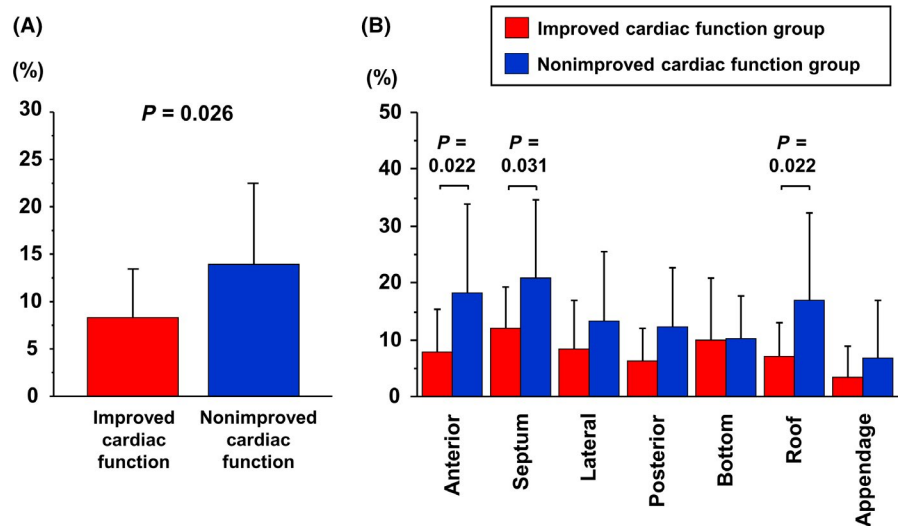 (A)
(%)
30
25
20
15
10
5
0
P = 0.026
Improved
cardiac
function
Nonimproved
cardiac
function
(B)
Improved cardiac function group
Nonimproved cardiac function group
(%)
50
40
30
20
10
0
P =
0.022
P =
0.031
P =
0.022
Anterior
Septum
Lateral
Posterior
Bottom
Roof
Appendage